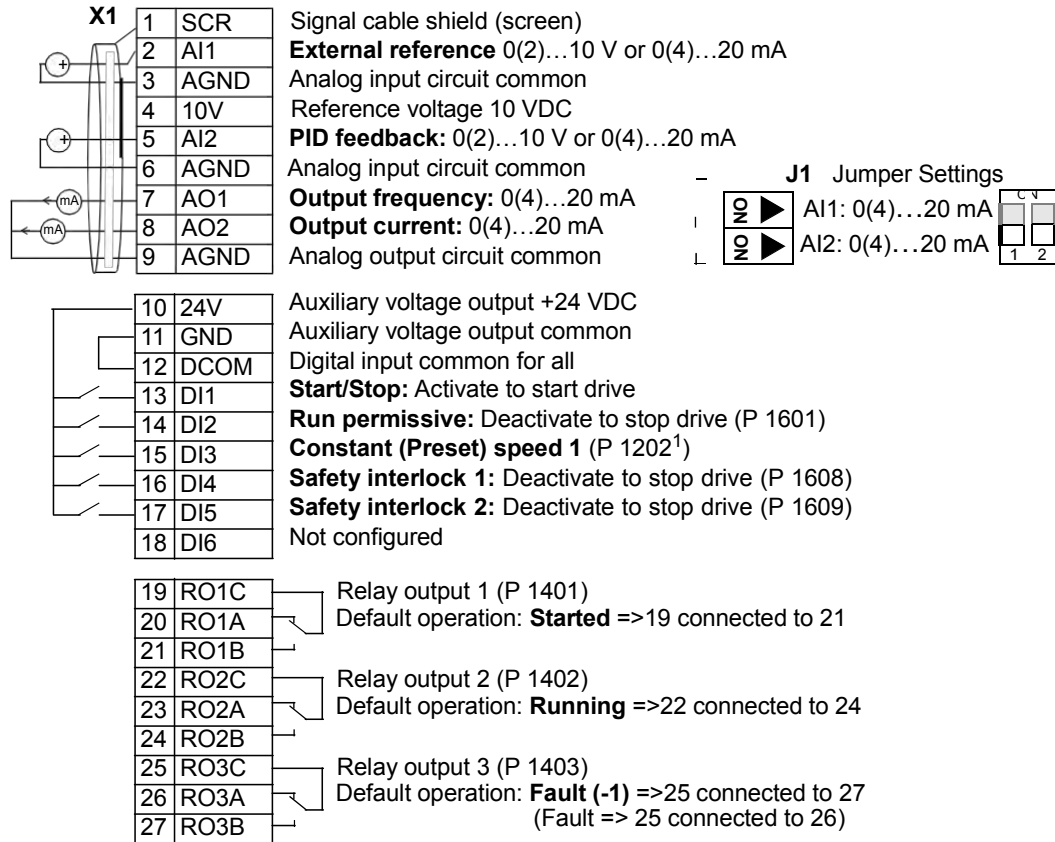 X1
1 SCR Signal cable shield (screen)
2 AI1 External reference 0(2)…10 V or 0(4)…20 mA
3 AGND Analog input circuit common
4 10V Reference voltage 10 VDC
5 AI2 PID feedback: 0(2)…10 V or 0(4)…20 mA
6 AGND Analog input circuit common
7 AO1 Output frequency: 0(4)…20 mA
8 AO2 Output current: 0(4)…20 mA
9 AGND Analog output circuit common
+
+
mA
mA
J1 Jumper Settings
ON AI1: 0(4)…20 mA
ON AI2: 0(4)…20 mA
1 2
10 24V Auxiliary voltage output +24 VDC
11 GND Auxiliary voltage output common
12 DCOM Digital input common for all
13 DI1 Start/Stop: Activate to start drive
14 DI2 Run permissive: Deactivate to stop drive (P 1601)
15 DI3 Constant (Preset) speed 1 (P 1202¹)
16 DI4 Safety interlock 1: Deactivate to stop drive (P 1608)
17 DI5 Safety interlock 2: Deactivate to stop drive (P 1609)
18 DI6 Not configured
19 RO1C Relay output 1 (P 1401)
20 RO1A Default operation: Started =>19 connected to 21
21 RO1B
22 RO2C Relay output 2 (P 1402)
23 RO2A Default operation: Running =>22 connected to 24
24 RO2B
25 RO3C Relay output 3 (P 1403)
26 RO3A Default operation: Fault (-1) =>25 connected to 27
27 RO3B (Fault => 25 connected to 26)